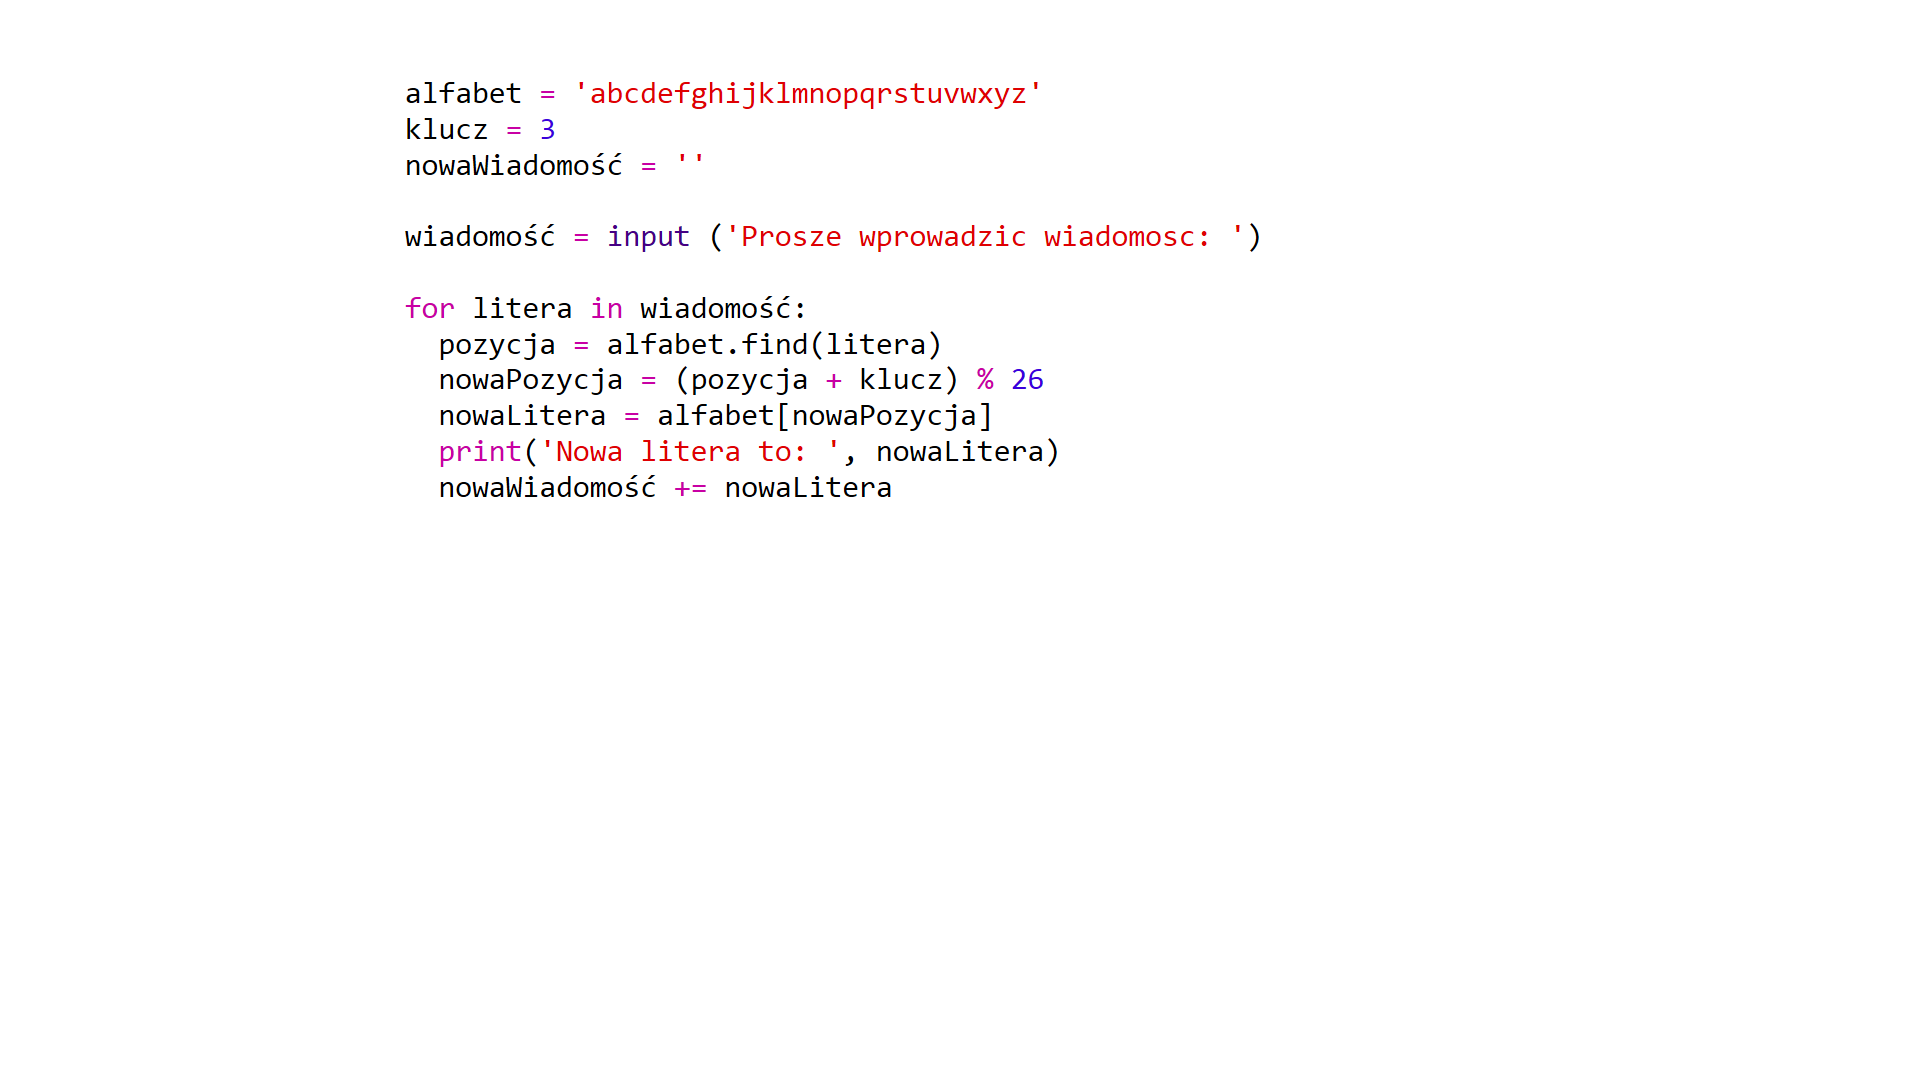 alfabet = 'abcdefghijklmnopqrstuvwxyz'
klucz = 3
nowaWiadomość = ''
wiadomość = input ('Prosze wprowadzic wiadomosc: ')
for litera in wiadomość:
  pozycja = alfabet.find(litera)
  nowaPozycja = (pozycja + klucz) % 26
  nowaLitera = alfabet[nowaPozycja]
  print('Nowa litera to: ', nowaLitera)
  nowaWiadomość += nowaLitera